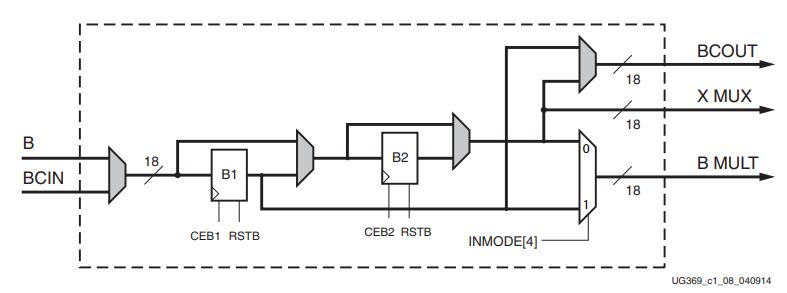 BCOUT
18
X MUX
18
B
18
BCIN
B1
B2
0
B MULT
18
1
CEB1 RSTB
CEB2 RSTB
INMODE[4]
UG369_c1_08_040914